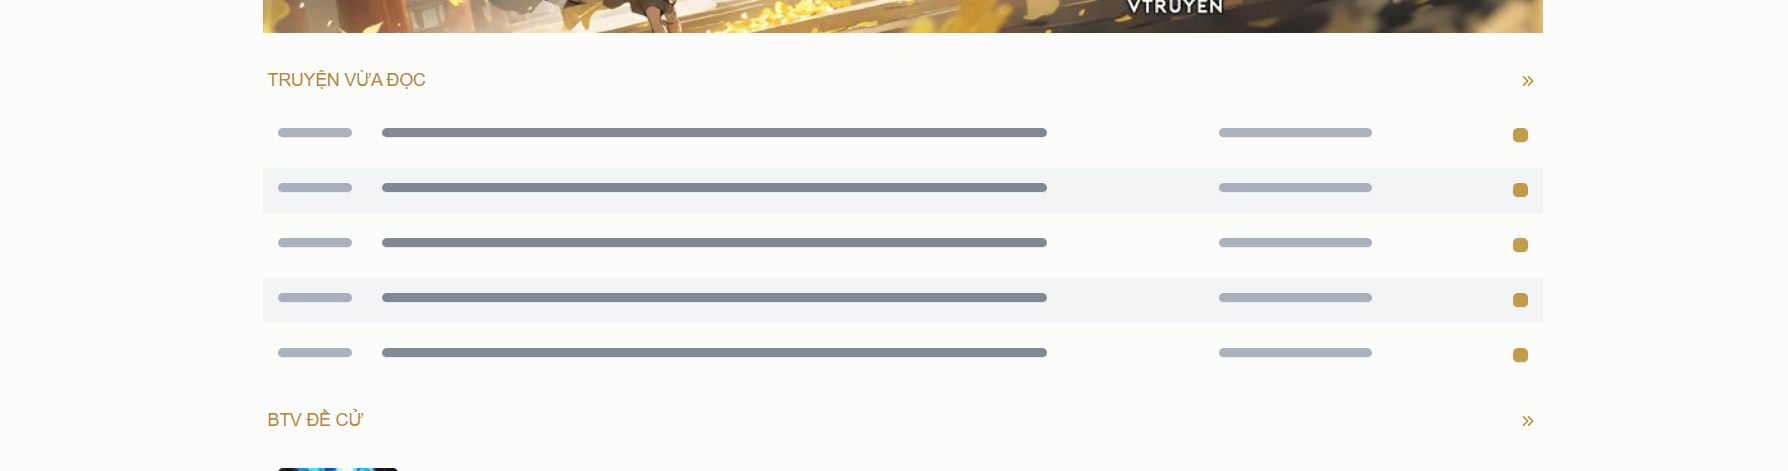 VTRUYEN
TRUYỆN VỪA ĐỌC
BTV ĐỀ CỬ